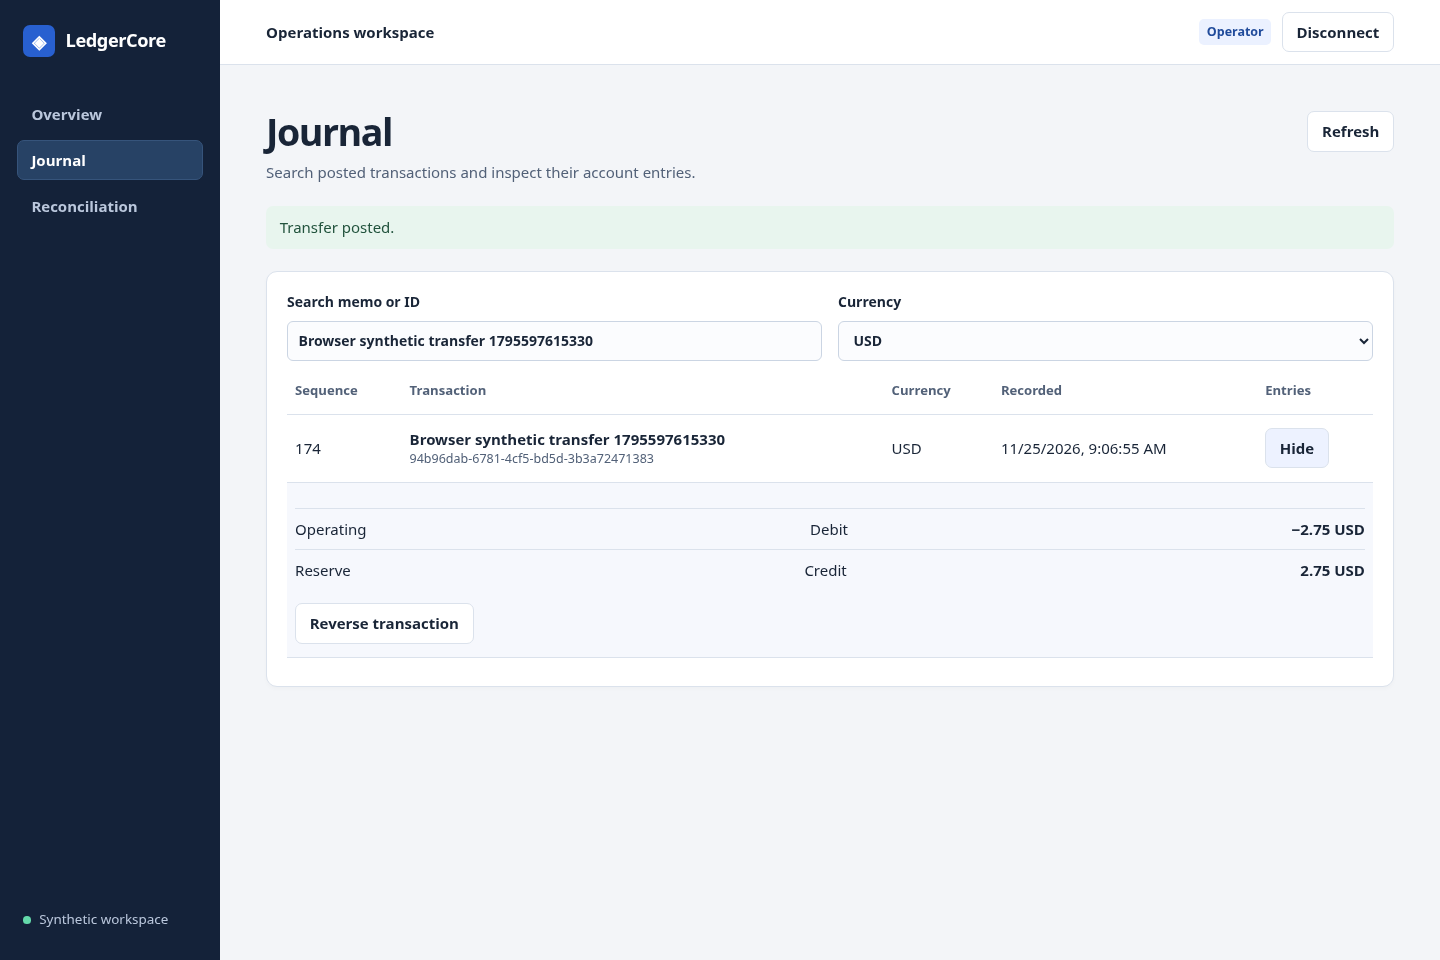 LedgerCore
Overview
Journal
Reconciliation
Synthetic workspace
Operations workspace
Operator
Disconnect
Journal
Refresh
Search posted transactions and inspect their account entries.
Transfer posted.
Search memo or ID
Currency
Browser synthetic transfer 1795597615330
USD
Sequence Transaction Currency Recorded Entries
174 Browser synthetic transfer 1795597615330 USD 11/25/2026, 9:06:55 AM Hide
94b96dab-6781-4cf5-bd5d-3b3a72471383
Operating Debit −2.75 USD
Reserve Credit 2.75 USD
Reverse transaction